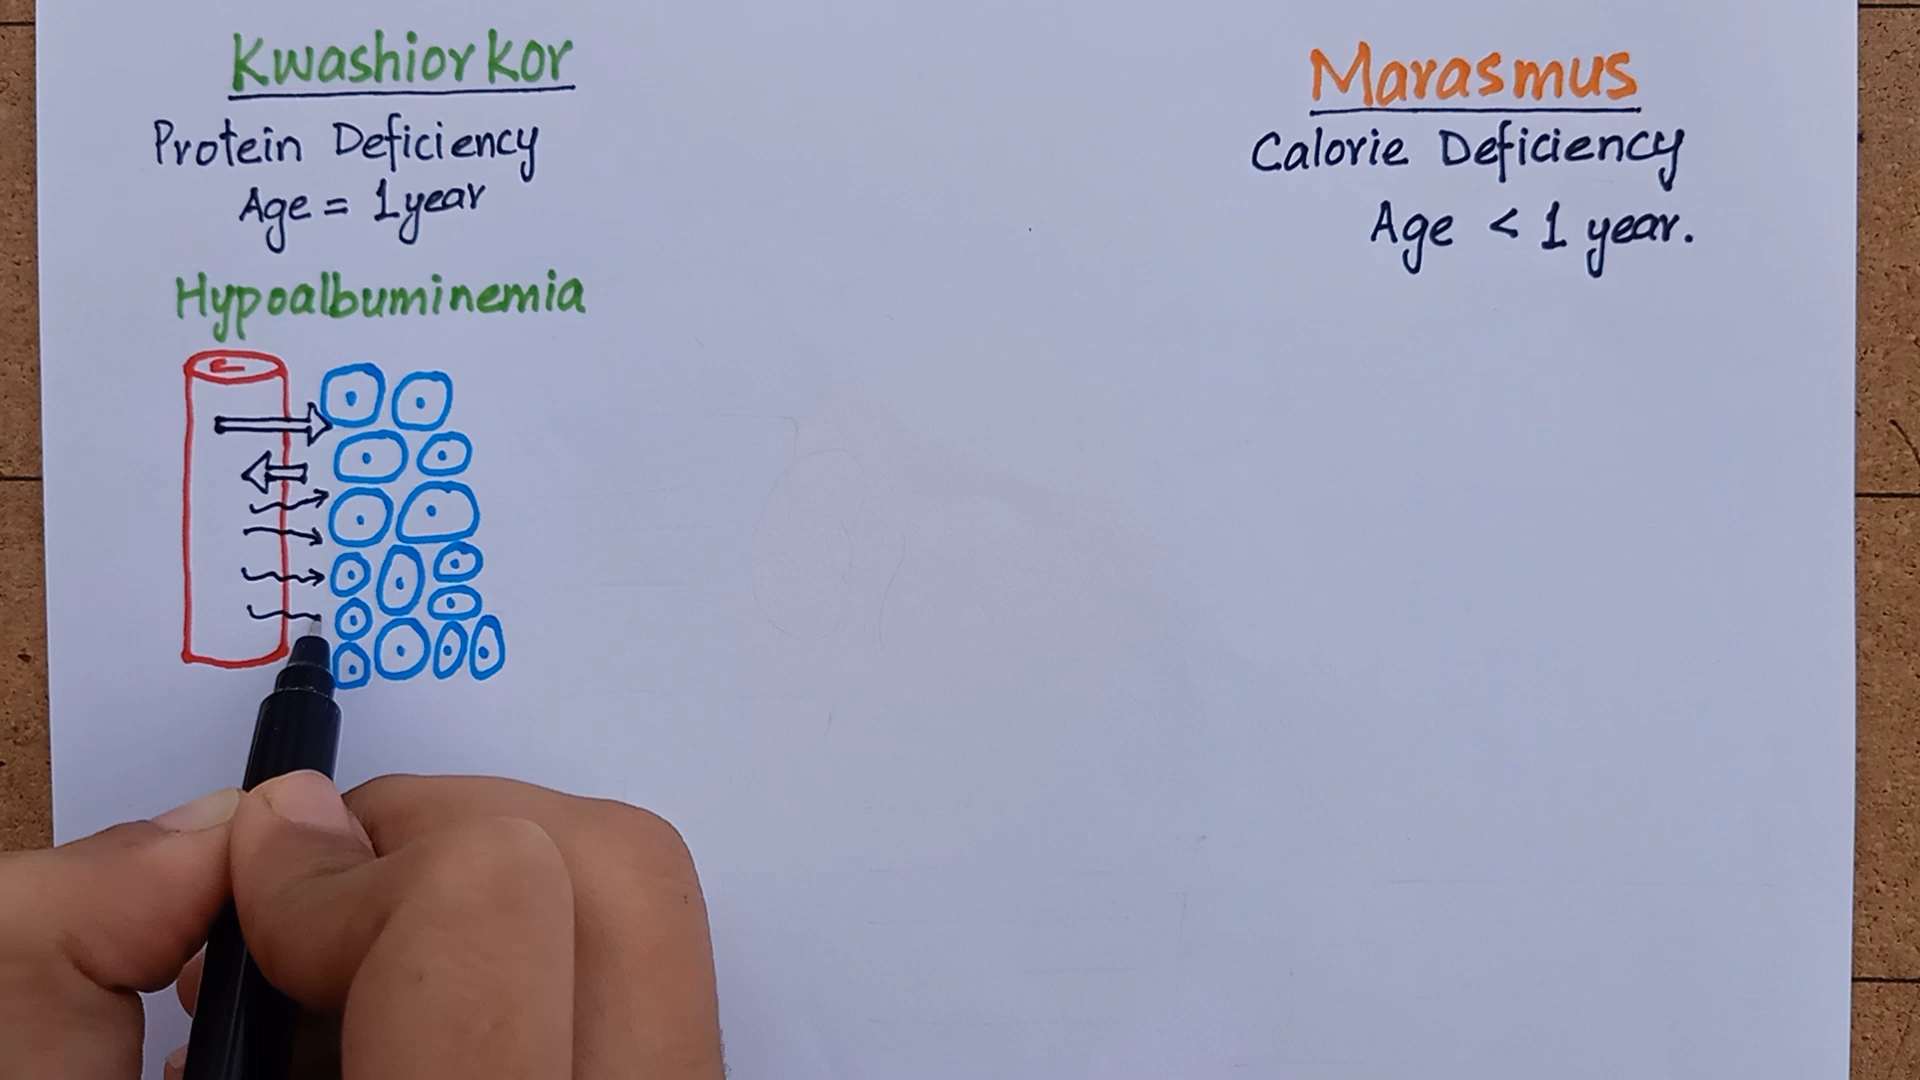 Kwashiorkor
Protein Deficiency
Age = 1 year
Hypoalbuminemia
Marasmus
Calorie Deficiency
Age < 1 year.